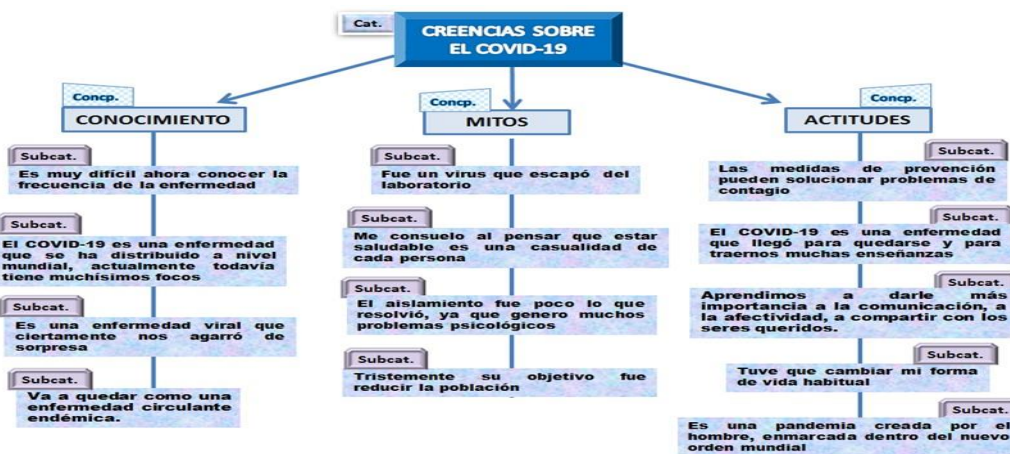 Cat.
CREENCIAS SOBRE
EL COVID-19
Concp.
CONOCIMIENTO
Subcat.
Es muy difícil ahora conocer la
frecuencia de la enfermedad
Subcat.
El COVID-19 es una enfermedad
que se ha distribuido a nivel
mundial, actualmente todavía
tiene muchísimos focos
Subcat.
Es una enfermedad viral que
ciertamente nos agarró de
sorpresa
Subcat.
Va a quedar como una
enfermedad circulante
endémica.
Concp.
MITOS
Subcat.
Fue un virus que escapó del
laboratorio
Subcat.
Me consuelo al pensar que estar
saludable es una casualidad de
cada persona
Subcat.
El aislamiento fue poco lo que
resolvió, ya que genero muchos
problemas psicológicos
Subcat.
Tristemente su objetivo fue
reducir la población
Concp.
ACTITUDES
Subcat.
Las medidas de prevención
pueden solucionar problemas de
contagio
Subcat.
El COVID-19 es una enfermedad
que llegó para quedarse y para
traernos muchas enseñanzas
Subcat.
Aprendimos a darle más
importancia a la comunicación, a
la afectividad, a compartir con los
seres queridos.
Subcat.
Tuve que cambiar mi forma
de vida habitual
Subcat.
Es una pandemia creada por el
hombre, enmarcada dentro del nuevo
orden mundial